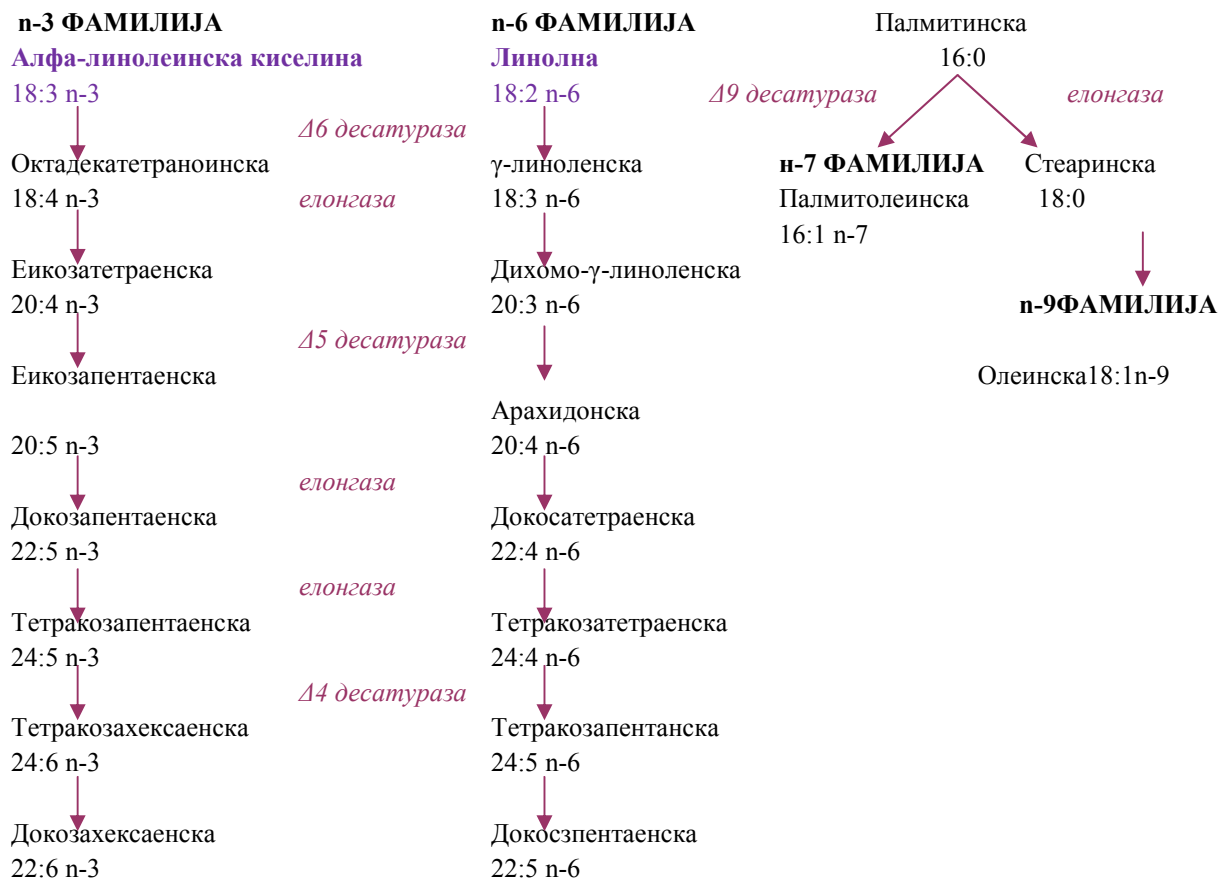 n-3 ФАМИЛИЈА
Алфа-линолеинска киселина
18:3 n-3
Δ6 десатураза
Октадекатетраноинска
18:4 n-3
елонгаза
Еикозатетраенска
20:4 n-3
Δ5 десатураза
Еикозапентаенска
20:5 n-3
елонгаза
Докозапентаенска
22:5 n-3
елонгаза
Тетракозапентаенска
24:5 n-3
Δ4 десатураза
Тетракозахексаенска
24:6 n-3
Докозахексаенска
22:6 n-3
n-6 ФАМИЛИЈА
Линолна
18:2 n-6
γ-линоленска
18:3 n-6
Дихомо-γ-линоленска
20:3 n-6
Арахидонска
20:4 n-6
Докосатетраенска
22:4 n-6
Тетракозатетраенска
24:4 n-6
Тетракозапентанска
24:5 n-6
Докосзпентаенска
22:5 n-6
Палмитинска
16:0
Δ9 десатураза
елонгаза
н-7 ФАМИЛИЈА
Палмитолеинска
16:1 n-7
Стеаринска
18:0
n-9ФАМИЛИЈА
Олеинска18:1n-9